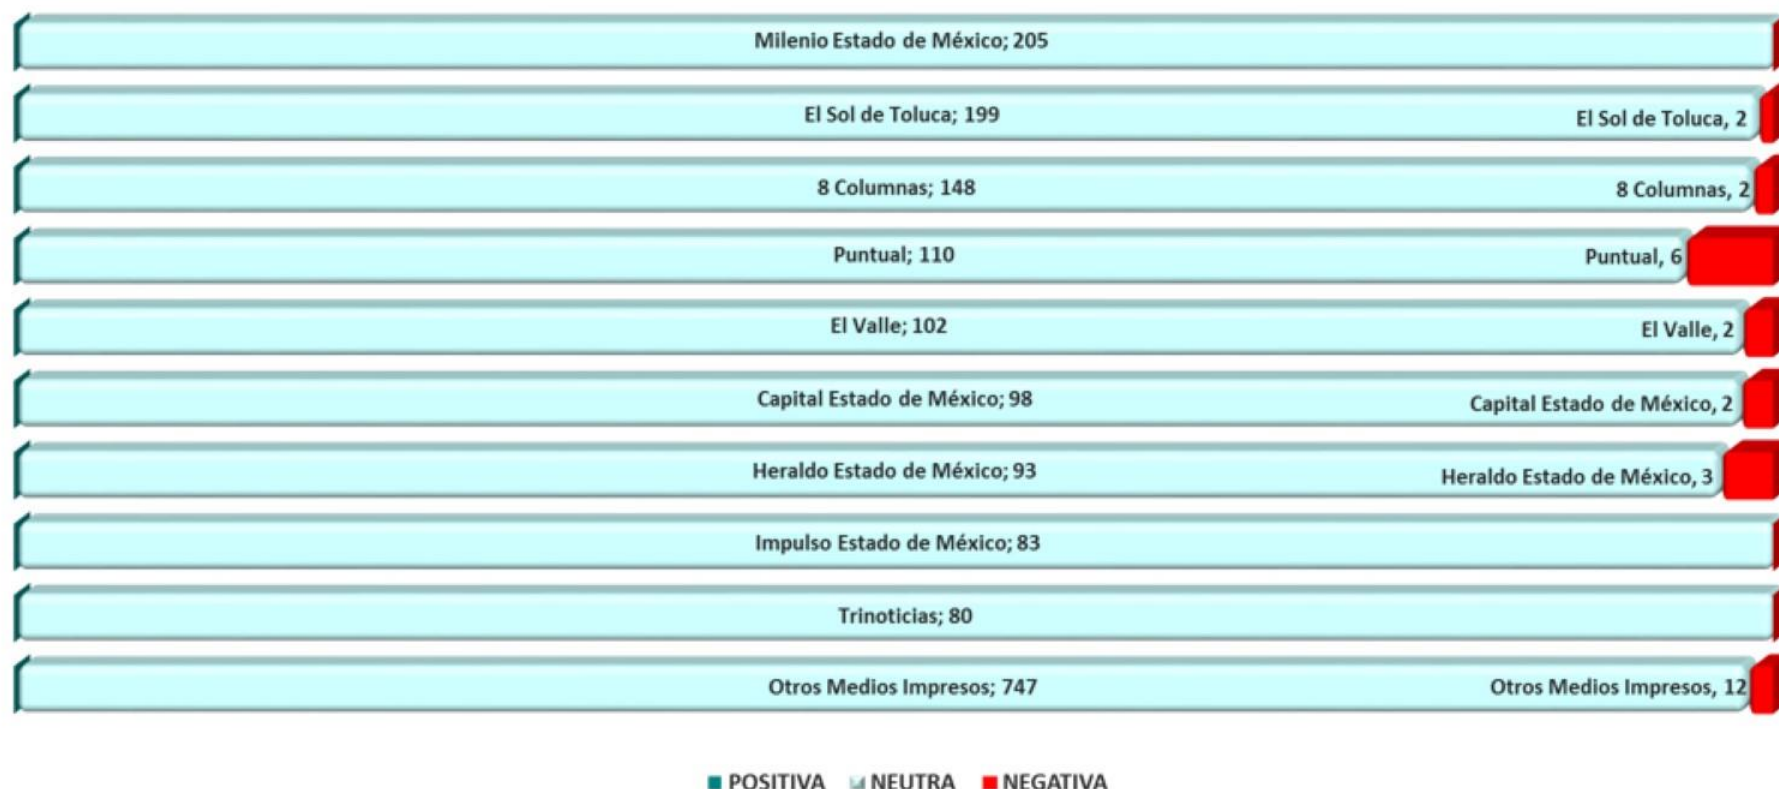 Milenio Estado de México; 205
El Sol de Toluca; 199
El Sol de Toluca, 2
8 Columnas; 148
8 Columnas, 2
Puntual; 110
Puntual, 6
El Valle; 102
El Valle, 2
Capital Estado de México; 98
Capital Estado de México, 2
Heraldo Estado de México; 93
Heraldo Estado de México, 3
Impulso Estado de México; 83
Trinoticias; 80
Otros Medios Impresos; 747
Otros Medios Impresos, 12
POSITIVA NEUTRA NEGATIVA